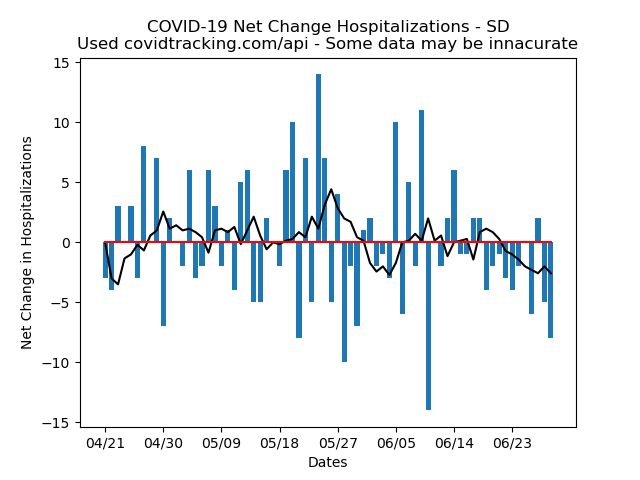 COVID-19 Net Change Hospitalizations - SD
Used covidtracking.com/api - Some data may be innacurate
Net Change in Hospitalizations
15
10
5
0
−5
−10
−15
04/21 04/30 05/09 05/18 05/27 06/05 06/14 06/23
Dates